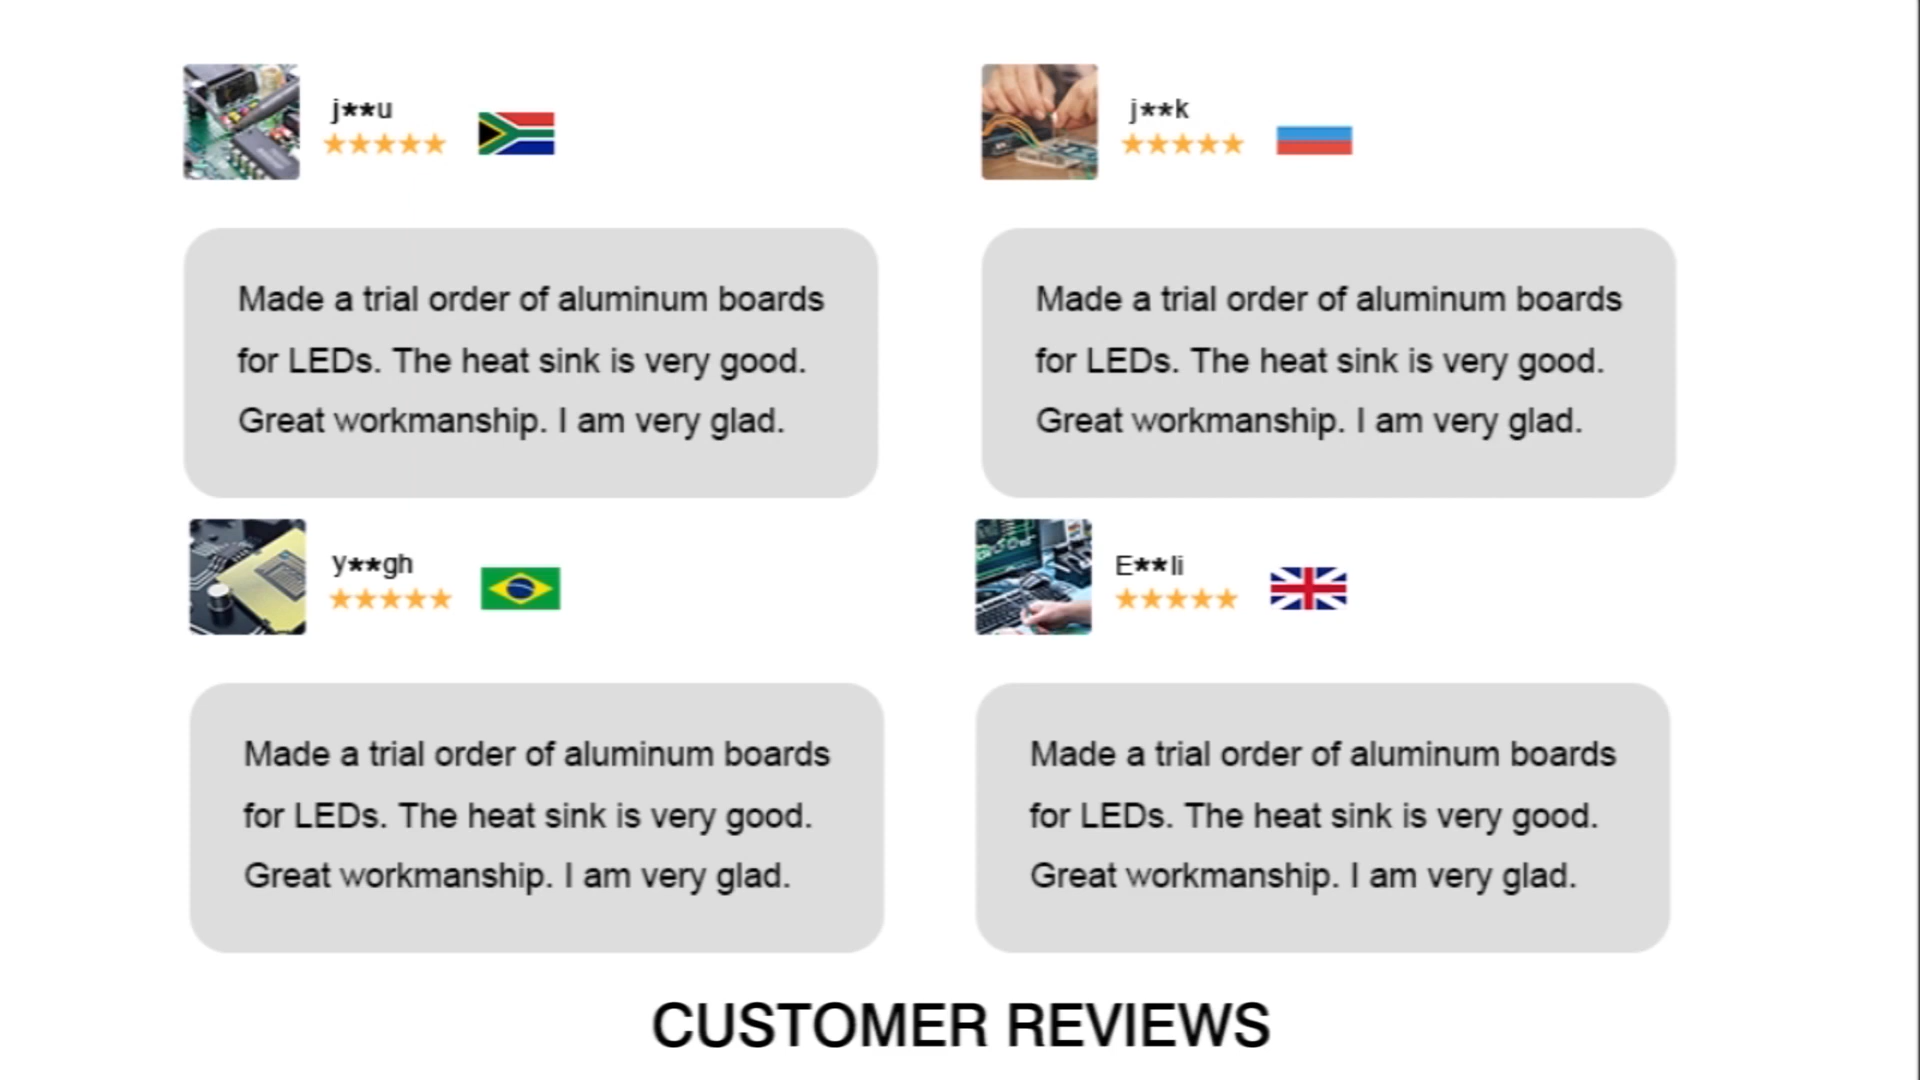 j**u
j**k
Made a trial order of aluminum boards
for LEDs. The heat sink is very good.
Great workmanship. I am very glad.
Made a trial order of aluminum boards
for LEDs. The heat sink is very good.
Great workmanship. I am very glad.
y**gh
E**li
Made a trial order of aluminum boards
for LEDs. The heat sink is very good.
Great workmanship. I am very glad.
Made a trial order of aluminum boards
for LEDs. The heat sink is very good.
Great workmanship. I am very glad.
CUSTOMER REVIEWS